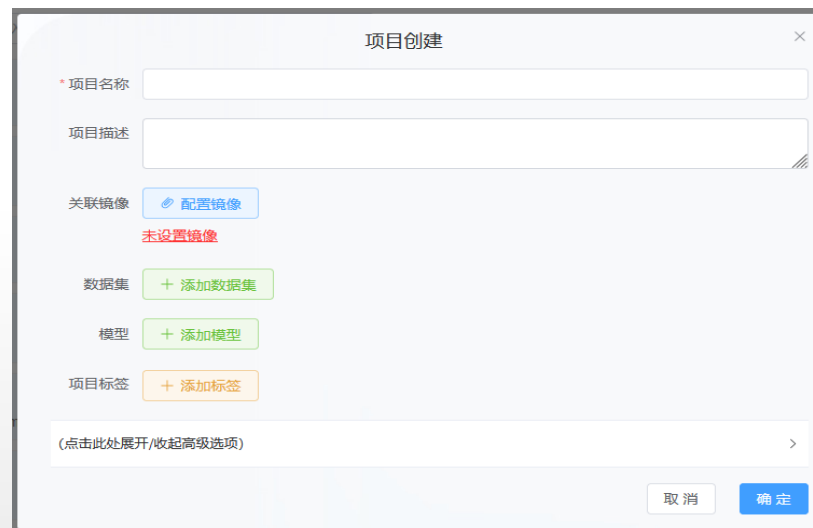 项目创建
* 项目名称
项目描述
关联镜像 配置镜像
未设置镜像
数据集 + 添加数据集
模型 + 添加模型
项目标签 + 添加标签
(点击此处展开/收起高级选项)
取消 确定